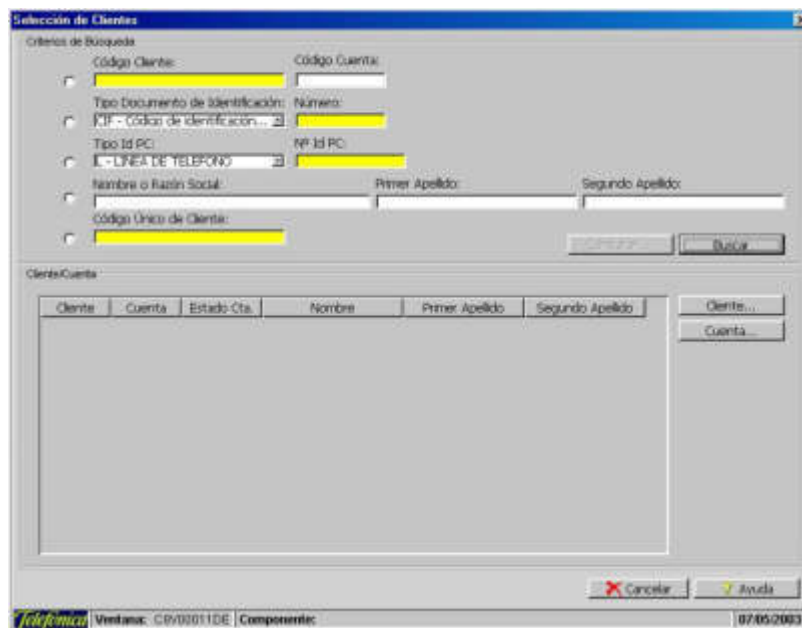 Selección de Clientes
Criterios de Búsqueda
Código Cliente: Código Cuenta:
Tipo Documento de Identificación: Número:
CIF - Código de identificación...
Tipo Id PC: Nº Id PC:
L - LINEA DE TELEFONO
Nombre o Razón Social: Primer Apellido: Segundo Apellido:
Código Único de Cliente:
Buscar
Cliente/Cuenta
Cliente Cuenta Estado Cta. Nombre Primer Apellido Segundo Apellido
Cliente...
Cuenta...
Cancelar Ayuda
Telefónica Ventana: CBV00011DE Componente: 07/05/2003